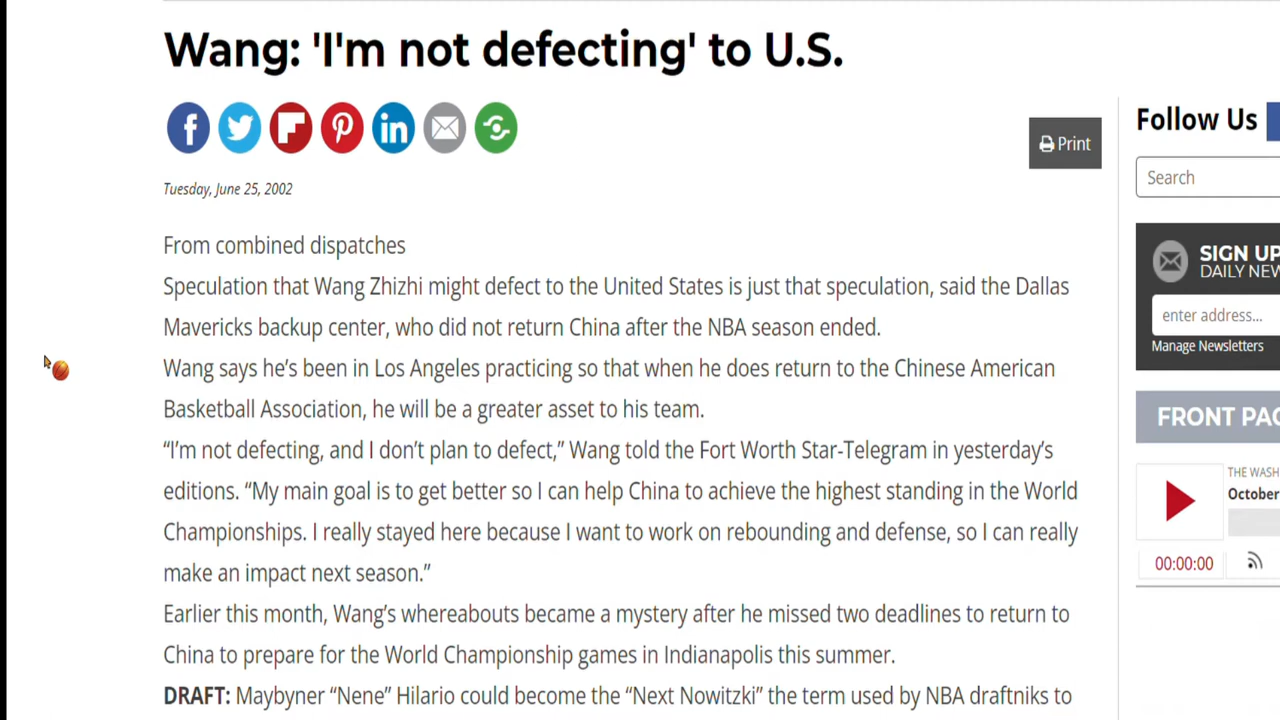 Wang: 'I'm not defecting' to U.S.
Print
Tuesday, June 25, 2002
From combined dispatches
Speculation that Wang Zhizhi might defect to the United States is just that speculation, said the Dallas
Mavericks backup center, who did not return China after the NBA season ended.
Wang says he’s been in Los Angeles practicing so that when he does return to the Chinese American
Basketball Association, he will be a greater asset to his team.
“I’m not defecting, and I don’t plan to defect,” Wang told the Fort Worth Star-Telegram in yesterday’s
editions. “My main goal is to get better so I can help China to achieve the highest standing in the World
Championships. I really stayed here because I want to work on rebounding and defense, so I can really
make an impact next season.”
Earlier this month, Wang’s whereabouts became a mystery after he missed two deadlines to return to
China to prepare for the World Championship games in Indianapolis this summer.
DRAFT: Maybyner “Nene” Hilario could become the “Next Nowitzki” the term used by NBA draftniks to
Follow Us
Search
SIGN UP
DAILY NEW
enter address...
Manage Newsletters
FRONT PAG
THE WASH
October
00:00:00